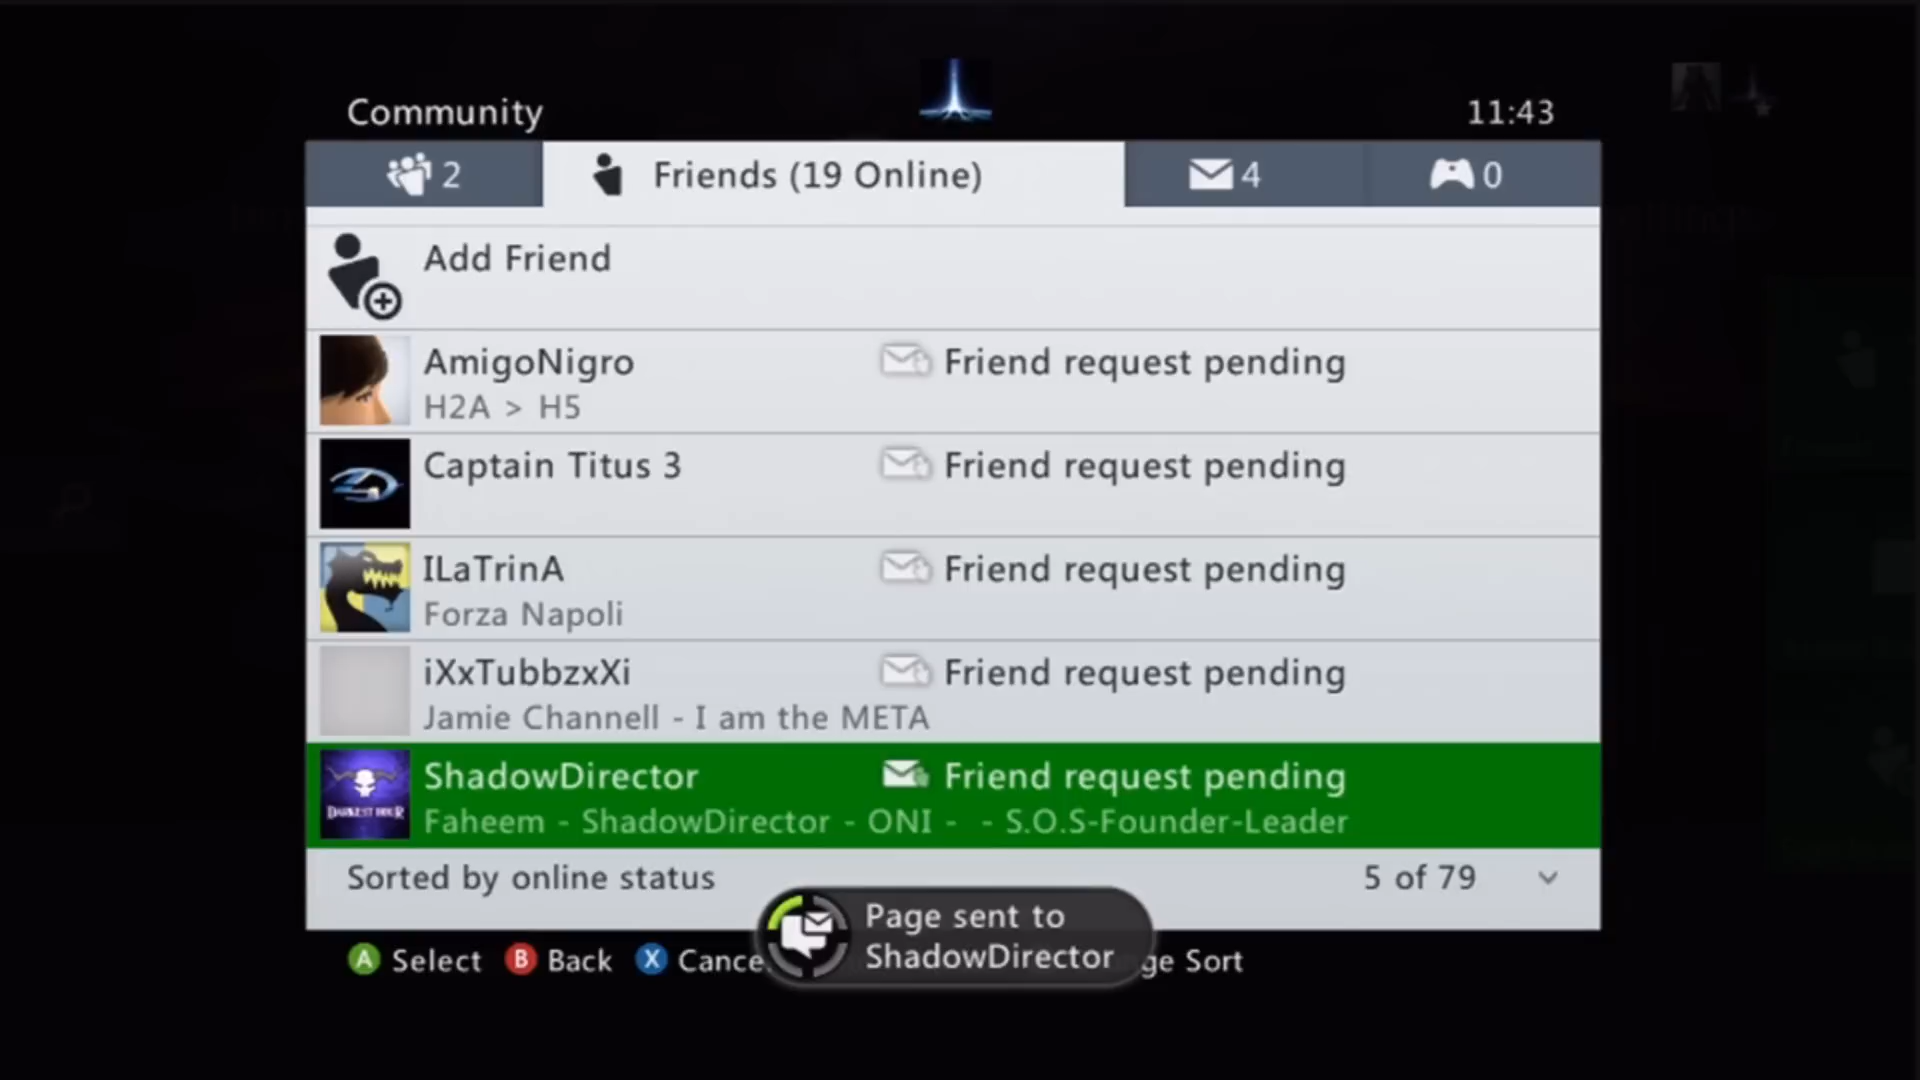 Community
11:43
2
Friends (19 Online)
4
0
Add Friend
AmigoNigro
Friend request pending
H2A > H5
Captain Titus 3
Friend request pending
ILaTrinA
Friend request pending
Forza Napoli
iXxTubbzxXi
Friend request pending
Jamie Channell - I am the META
DARKEST HOUR
ShadowDirector
Friend request pending
Faheem - ShadowDirector - ONI - - S.O.S-Founder-Leader
Sorted by online status
5 of 79
Page sent to
ShadowDirector
A Select B Back X Cance
ge Sort